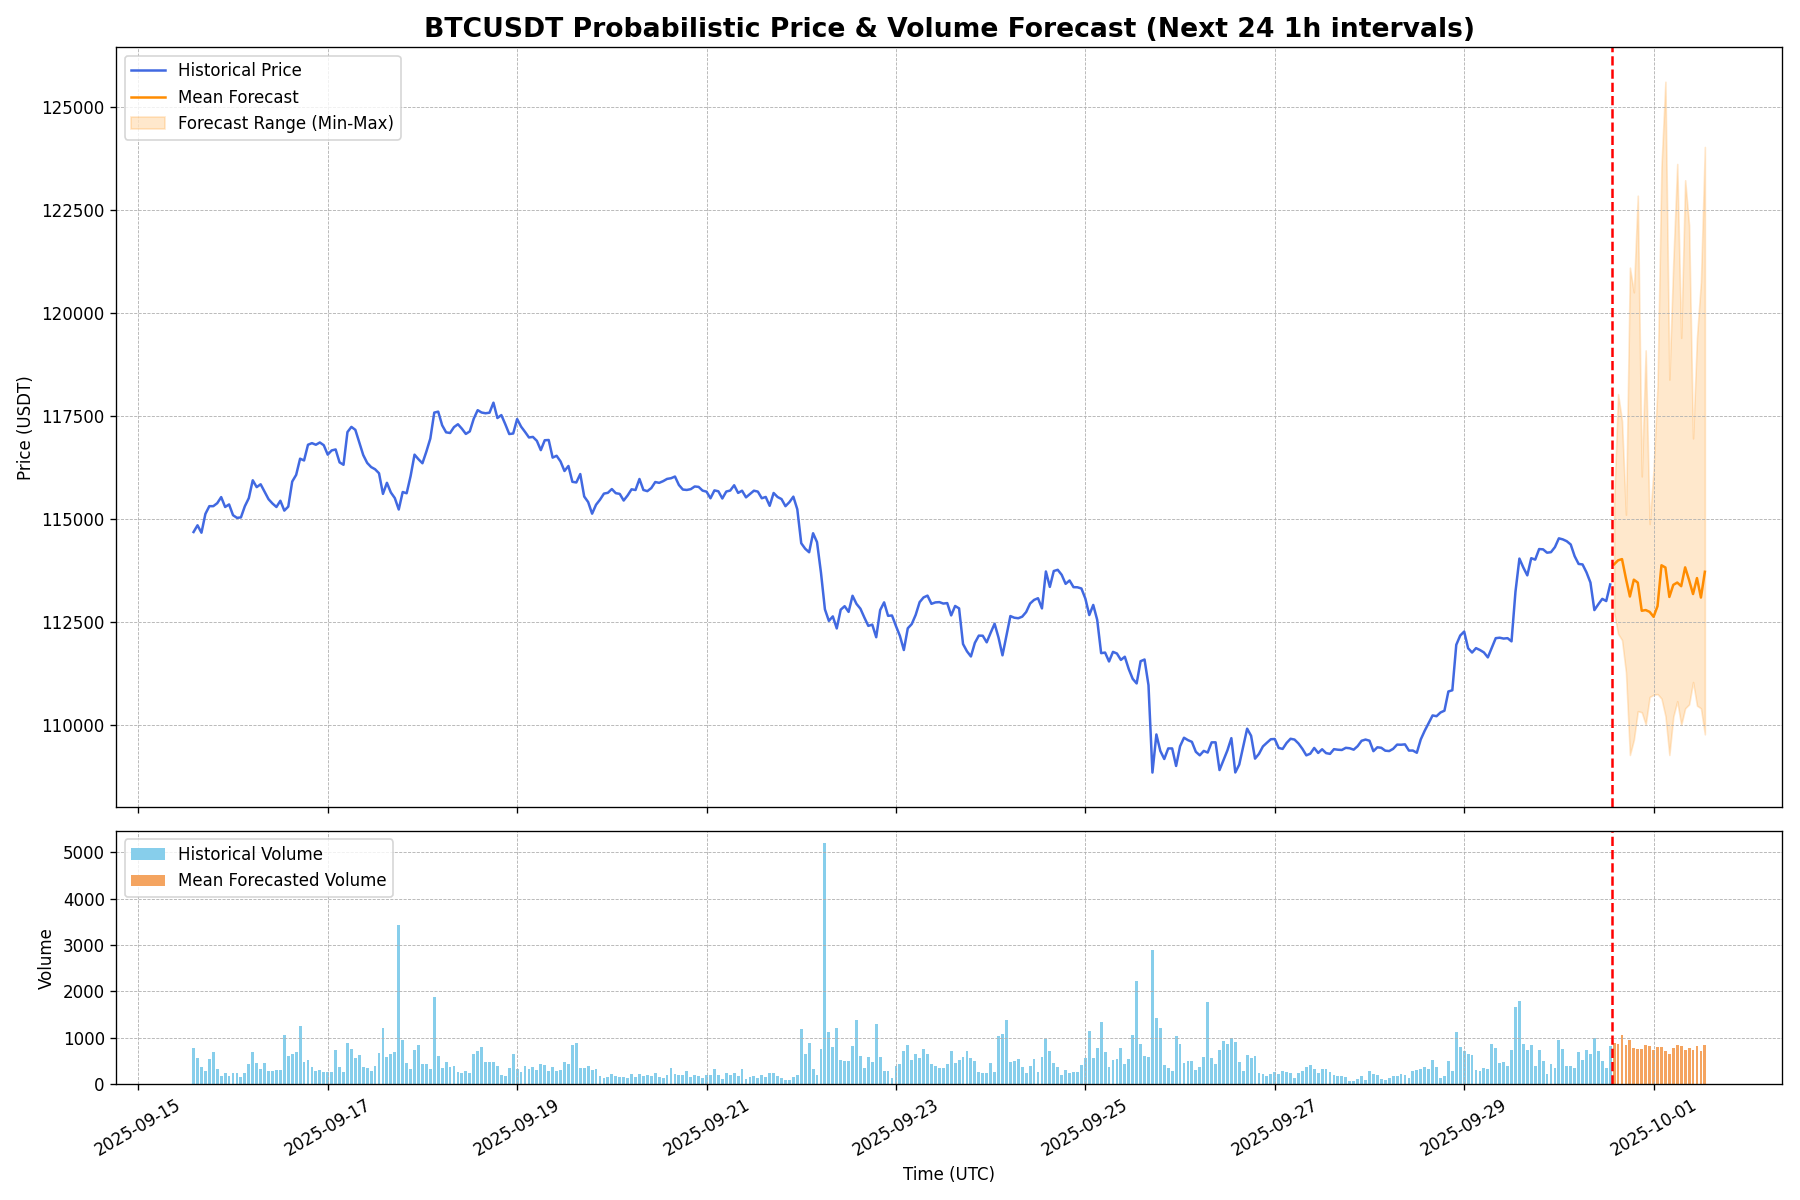 BTCUSDT Probabilistic Price & Volume Forecast (Next 24 1h intervals)
Historical Price
Mean Forecast
Forecast Range (Min-Max)
125000
122500
120000
117500
115000
112500
110000
Price (USDT)
Historical Volume
Mean Forecasted Volume
5000
4000
3000
2000
1000
0
Volume
2025-09-15
2025-09-17
2025-09-19
2025-09-21
2025-09-23
2025-09-25
2025-09-27
2025-09-29
2025-10-01
Time (UTC)